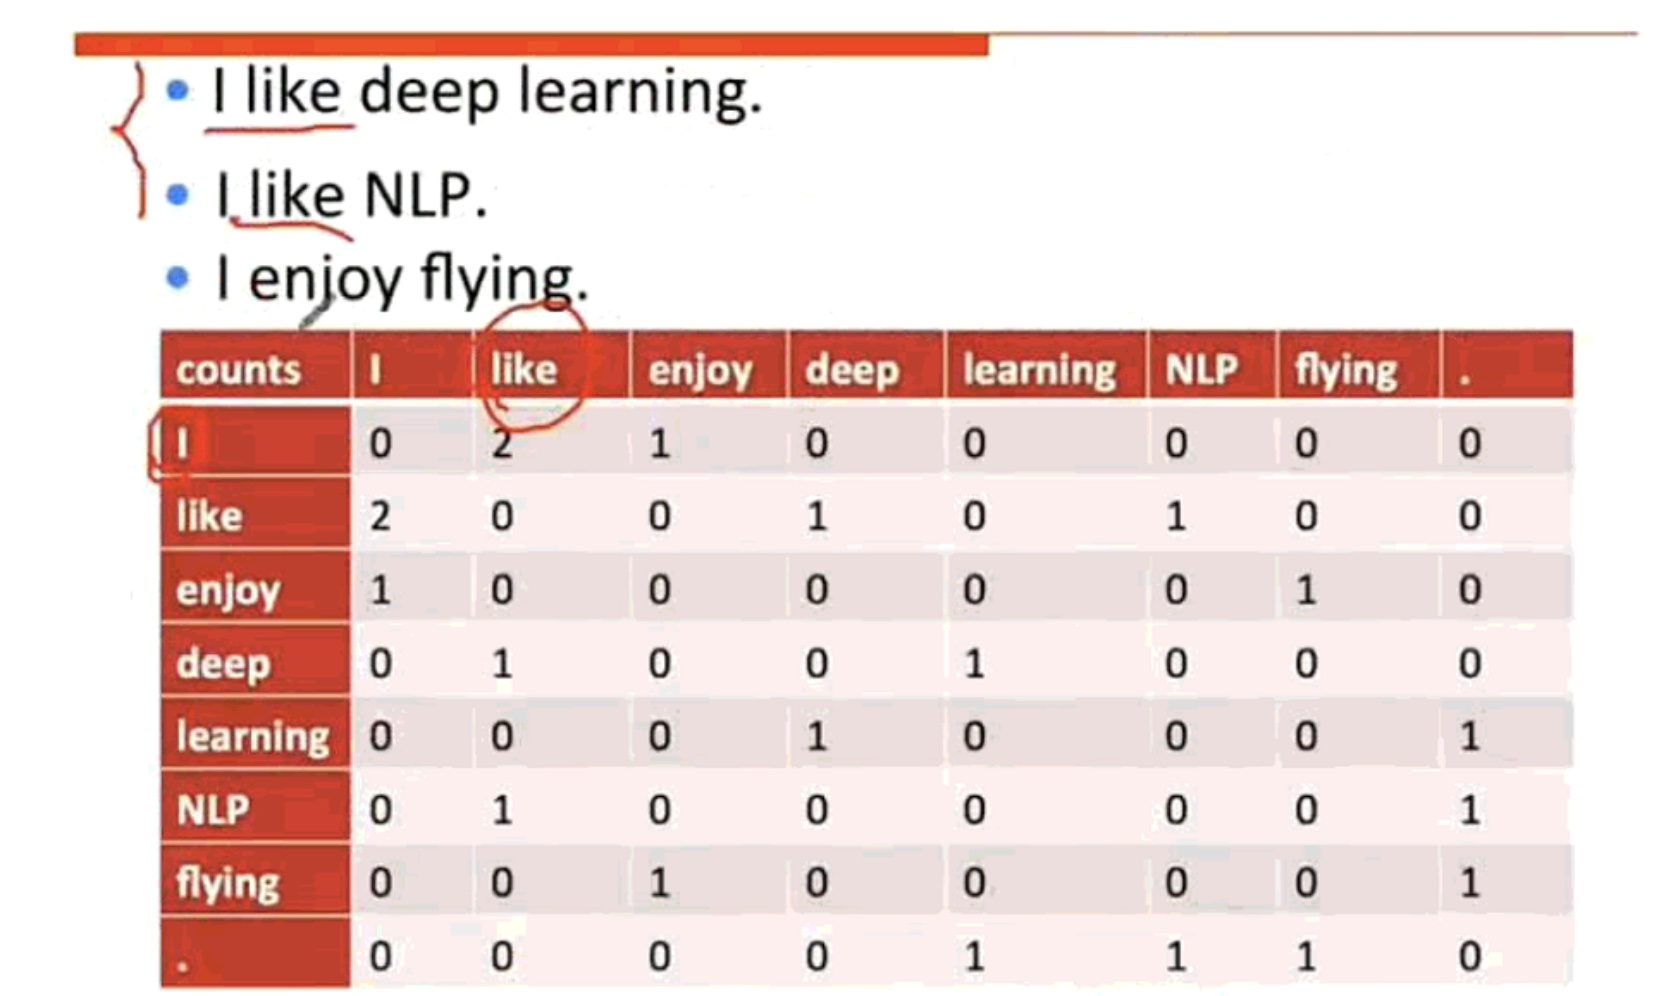 I like deep learning.
I like NLP.
I enjoy flying.
counts I like enjoy deep learning NLP flying .
I 0 2 1 0 0 0 0 0
like 2 0 0 1 0 1 0 0
enjoy 1 0 0 0 0 0 1 0
deep 0 1 0 0 1 0 0 0
learning 0 0 0 1 0 0 0 1
NLP 0 1 0 0 0 0 0 1
flying 0 0 1 0 0 0 0 1
. 0 0 0 0 1 1 1 0